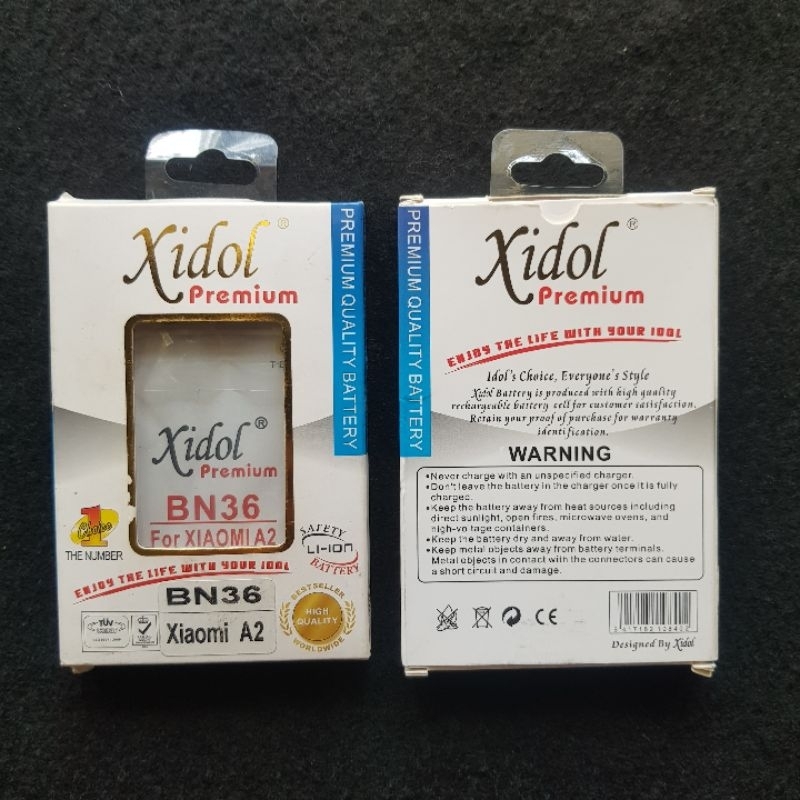 Xidol ®
Premium
PREMIUM QUALITY BATTERY
Xidol ®
Premium
BN36
For XIAOMI A2
1
Choice
THE NUMBER
SAFETY
LI-ION
BATTERY
ENJOY THE LIFE WITH YOUR IDOL
BN36
Xiaomi A2
TÜV
BESTSELLER
HIGH
QUALITY
WORLDWIDE
PREMIUM QUALITY BATTERY
Xidol ®
Premium
ENJOY THE LIFE WITH YOUR IDOL
Idol's Choice, Everyone's Style
Xidol Battery is produced with high quality
rechargeable battery cell for customer satisfaction.
Retain your proof of purchase for warranty
identification.
WARNING
•Never charge with an unspecified charger.
•Don't leave the battery in the charger once it is fully
charged.
•Keep the battery away from heat sources including
direct sunlight, open fires, microwave ovens, and
high-vo tage containers.
•Keep the battery dry and away from water.
•Keep metal objects away from battery terminals.
Metal objects in contact with the connectors can cause
a short circuit and damage.
CE
Designed By Xidol